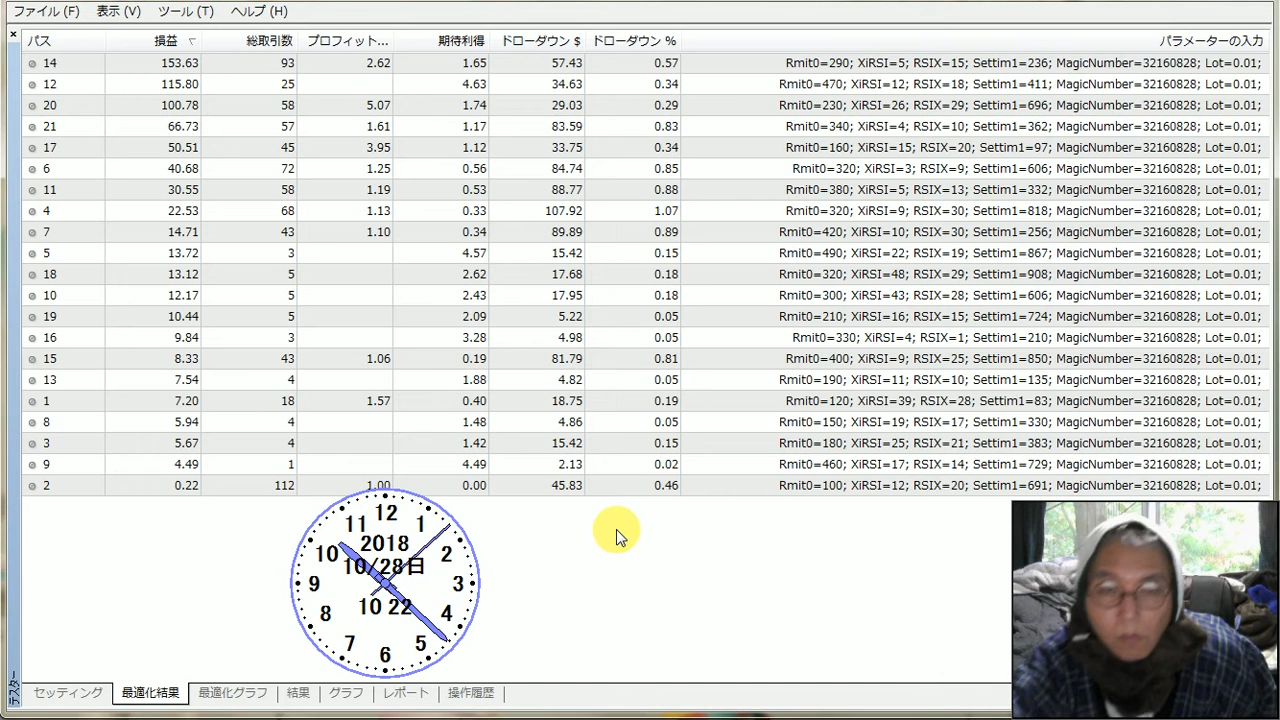 ファイル (F) 表示 (V) ツール (T) ヘルプ (H)
パス 損益 総取引数 プロフィット... 期待利得 ドローダウン $ ドローダウン % パラメーターの入力
14 153.63 93 2.62 1.65 57.43 0.57 Rmit0=290; XiRSI=5; RSIX=15; Settim1=236; MagicNumber=32160828; Lot=0.01;
12 115.80 25 4.63 34.63 0.34 Rmit0=470; XiRSI=12; RSIX=18; Settim1=411; MagicNumber=32160828; Lot=0.01;
20 100.78 58 5.07 1.74 29.03 0.29 Rmit0=230; XiRSI=26; RSIX=29; Settim1=696; MagicNumber=32160828; Lot=0.01;
21 66.73 57 1.61 1.17 83.59 0.83 Rmit0=340; XiRSI=4; RSIX=10; Settim1=362; MagicNumber=32160828; Lot=0.01;
17 50.51 45 3.95 1.12 33.75 0.34 Rmit0=160; XiRSI=15; RSIX=20; Settim1=97; MagicNumber=32160828; Lot=0.01;
6 40.68 72 1.25 0.56 84.74 0.85 Rmit0=320; XiRSI=3; RSIX=9; Settim1=606; MagicNumber=32160828; Lot=0.01;
11 30.55 58 1.19 0.53 88.77 0.88 Rmit0=380; XiRSI=5; RSIX=13; Settim1=332; MagicNumber=32160828; Lot=0.01;
4 22.53 68 1.13 0.33 107.92 1.07 Rmit0=320; XiRSI=9; RSIX=30; Settim1=818; MagicNumber=32160828; Lot=0.01;
7 14.71 43 1.10 0.34 89.89 0.89 Rmit0=420; XiRSI=10; RSIX=30; Settim1=256; MagicNumber=32160828; Lot=0.01;
5 13.72 3 4.57 15.42 0.15 Rmit0=490; XiRSI=22; RSIX=19; Settim1=867; MagicNumber=32160828; Lot=0.01;
18 13.12 5 2.62 17.68 0.18 Rmit0=320; XiRSI=48; RSIX=29; Settim1=908; MagicNumber=32160828; Lot=0.01;
10 12.17 5 2.43 17.95 0.18 Rmit0=300; XiRSI=43; RSIX=28; Settim1=606; MagicNumber=32160828; Lot=0.01;
19 10.44 5 2.09 5.22 0.05 Rmit0=210; XiRSI=16; RSIX=15; Settim1=724; MagicNumber=32160828; Lot=0.01;
16 9.84 3 3.28 4.98 0.05 Rmit0=330; XiRSI=4; RSIX=1; Settim1=210; MagicNumber=32160828; Lot=0.01;
15 8.33 43 1.06 0.19 81.79 0.81 Rmit0=400; XiRSI=9; RSIX=25; Settim1=850; MagicNumber=32160828; Lot=0.01;
13 7.54 4 1.88 4.82 0.05 Rmit0=190; XiRSI=11; RSIX=10; Settim1=135; MagicNumber=32160828; Lot=0.01;
1 7.20 18 1.57 0.40 18.75 0.19 Rmit0=120; XiRSI=39; RSIX=28; Settim1=83; MagicNumber=32160828; Lot=0.01;
8 5.94 4 1.48 4.86 0.05 Rmit0=150; XiRSI=19; RSIX=17; Settim1=330; MagicNumber=32160828; Lot=0.01;
3 5.67 4 1.42 15.42 0.15 Rmit0=180; XiRSI=25; RSIX=21; Settim1=383; MagicNumber=32160828; Lot=0.01;
9 4.49 1 4.49 2.13 0.02 Rmit0=460; XiRSI=17; RSIX=14; Settim1=729; MagicNumber=32160828; Lot=0.01;
2 0.22 112 1.00 0.00 45.83 0.46 Rmit0=100; XiRSI=12; RSIX=20; Settim1=691; MagicNumber=32160828; Lot=0.01;
12
11 1
2018
10 2
10/28日
9 3
10 22
8 4
7 5
6
テスター
セッティング 最適化結果 最適化グラフ 結果 グラフ レポート 操作履歴